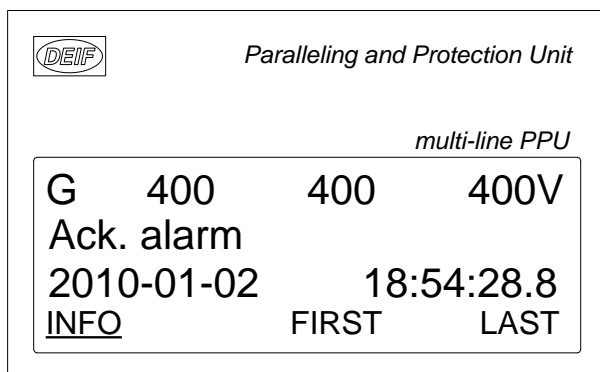 DEIF
Paralleling and Protection Unit
multi-line PPU
G 400 400 400V
Ack. alarm
2010-01-02 18:54:28.8
INFO FIRST LAST